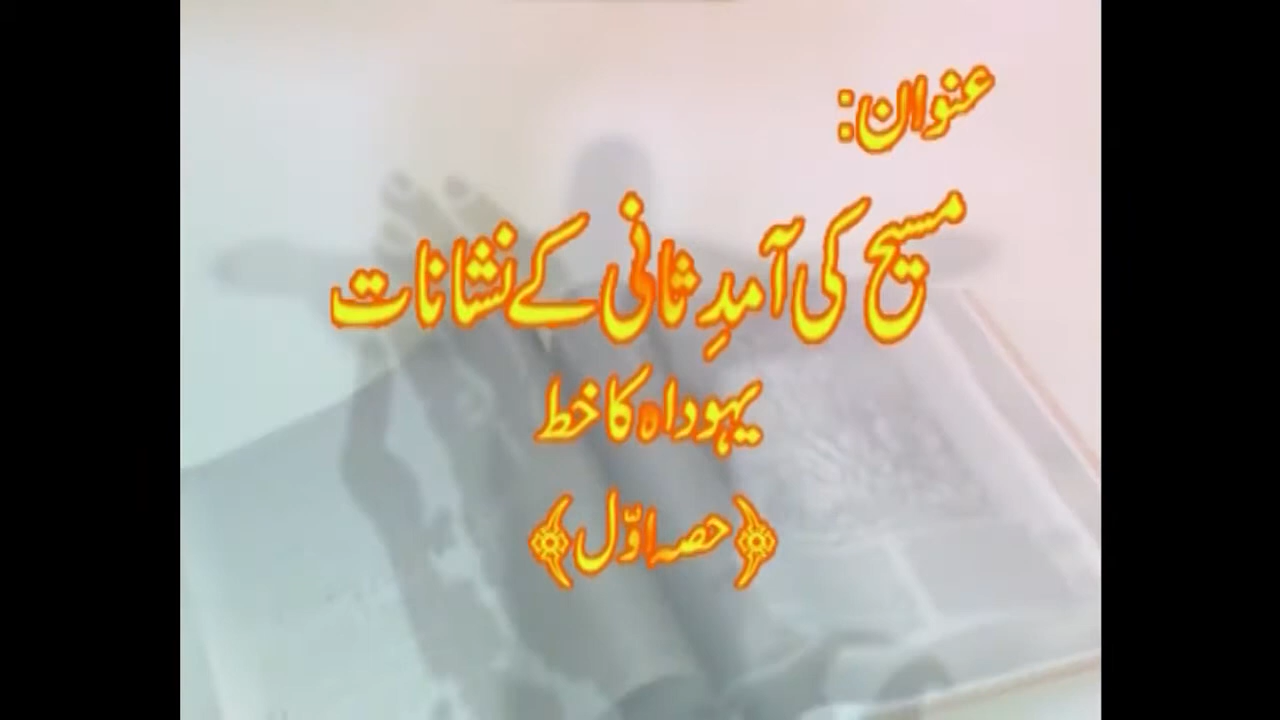 عنوان:
مسیح کی آمدِ ثانی کے نشانات
یہوداہ کا خط
﴿حصہ اوّل﴾